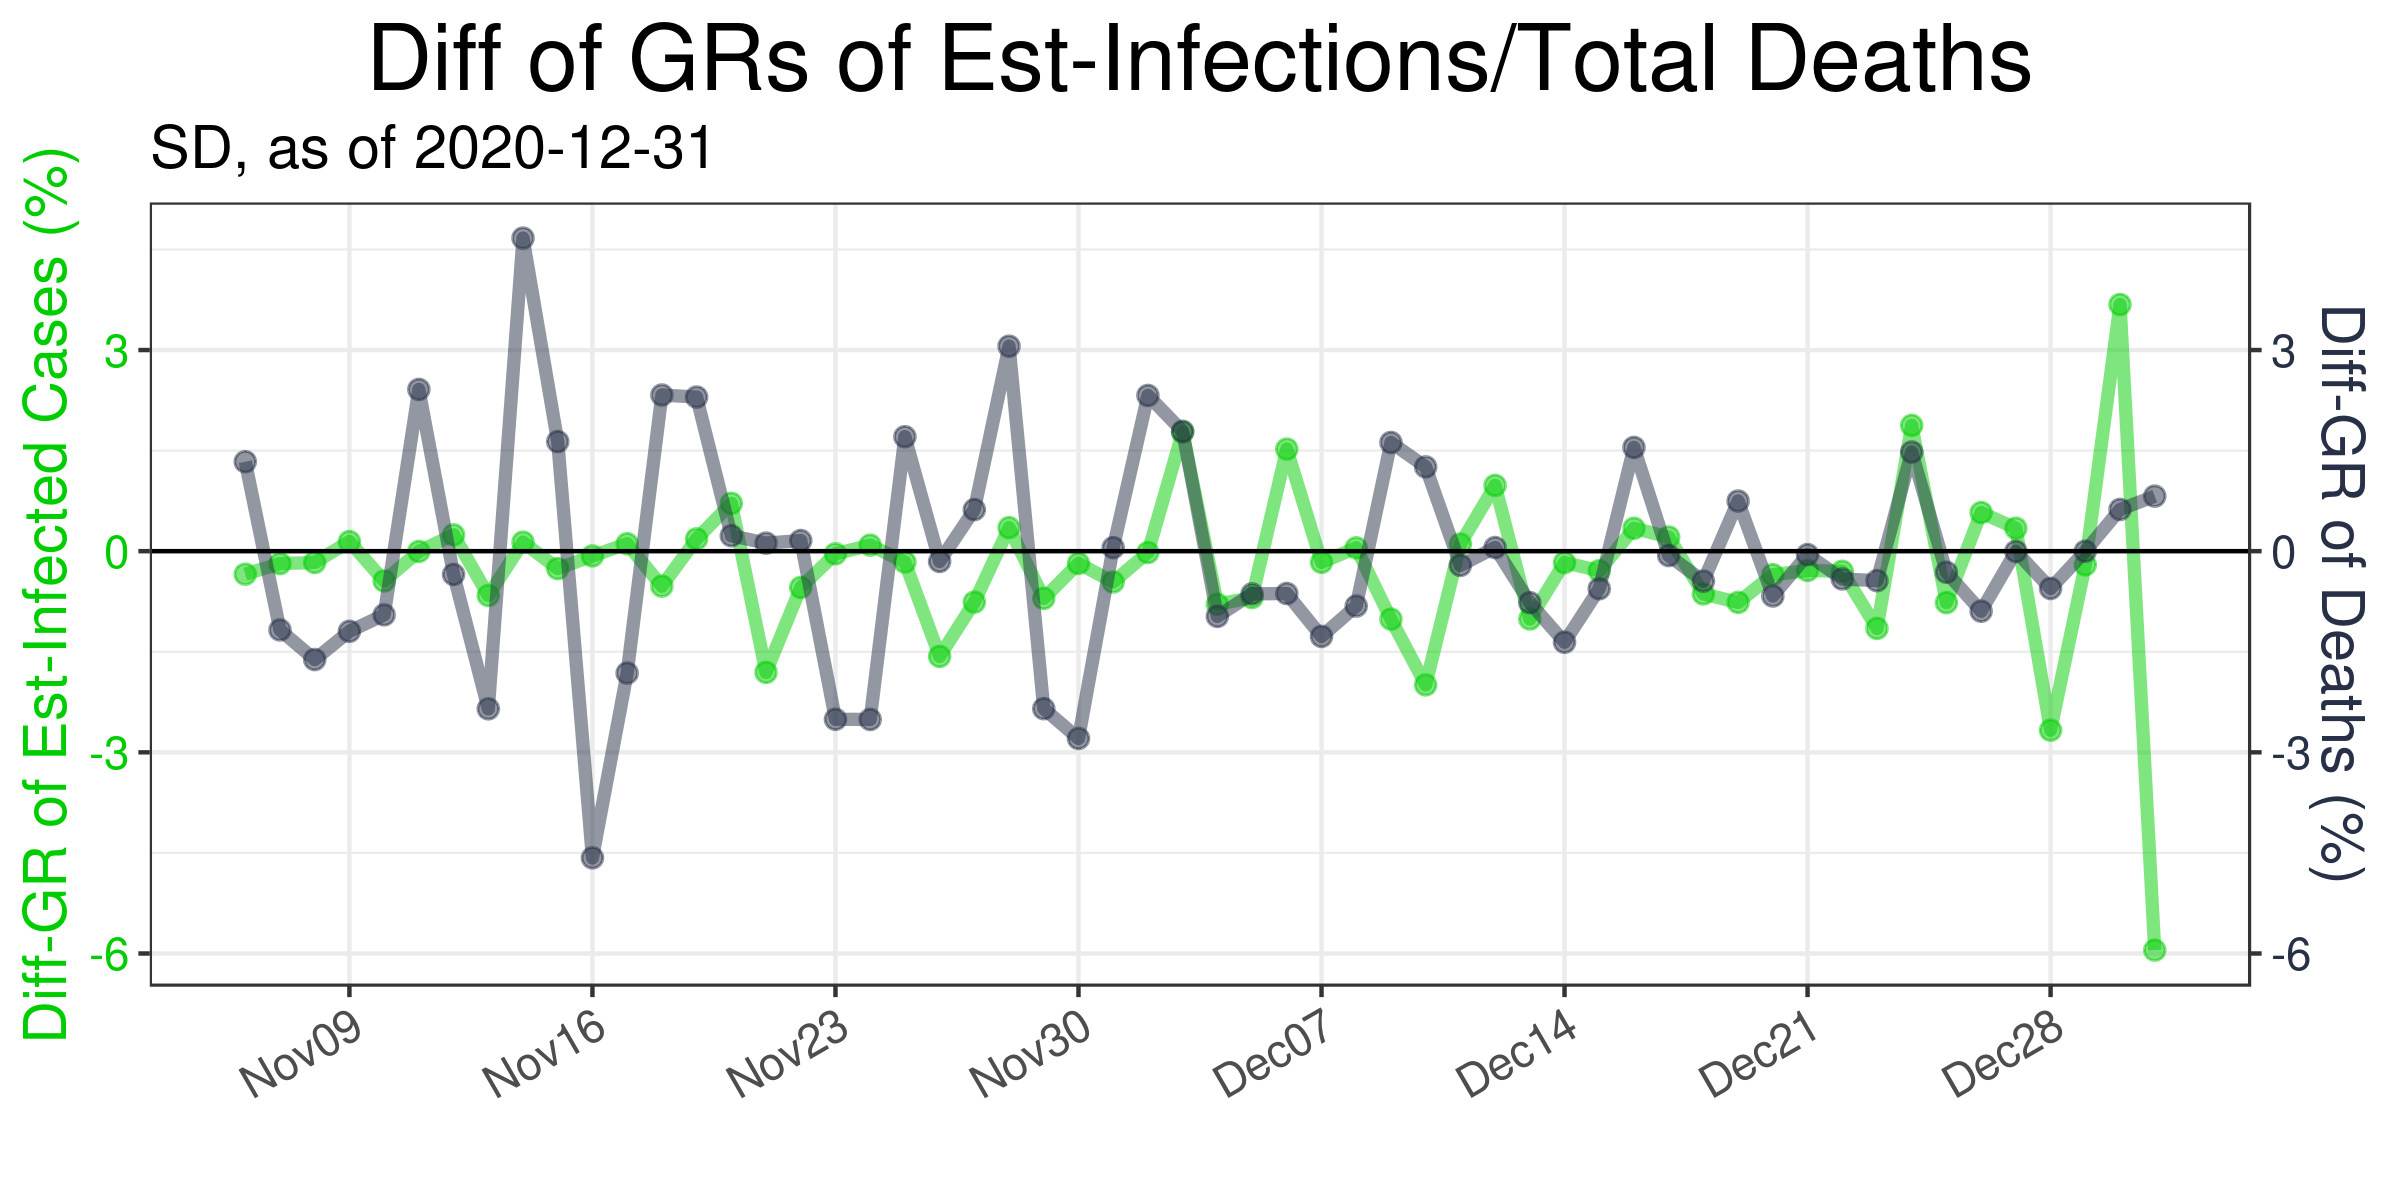 Diff of GRs of Est-Infections/Total Deaths
SD, as of 2020-12-31
Diff-GR of Est-Infected Cases (%)
3
0
-3
-6
3
0
-3
-6
Diff-GR of Deaths (%)
Nov09
Nov16
Nov23
Nov30
Dec07
Dec14
Dec21
Dec28